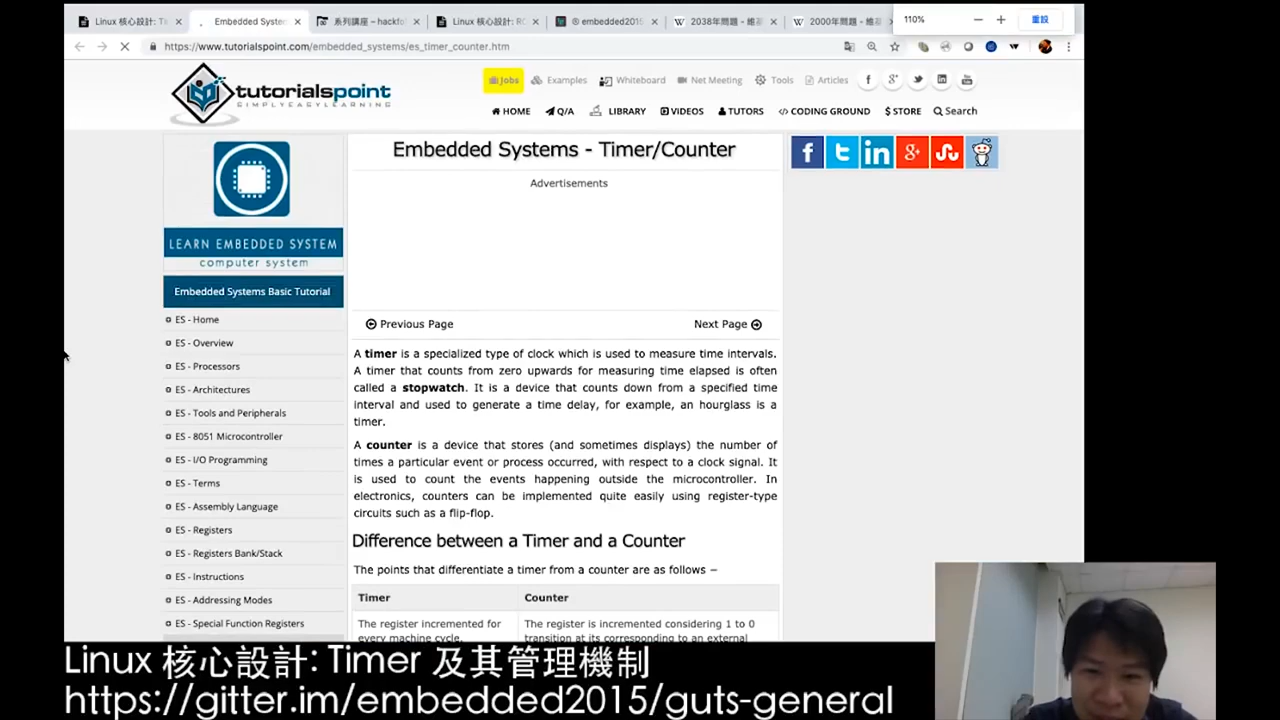 Linux 核心設計: T
Embedded System
系列講座 – hackfo
Linux 核心設計: RC
embedded2015
2038年問題 - 維基
2000年問題 - 維基
110%
重設
https://www.tutorialspoint.com/embedded_systems/es_timer_counter.htm
tutorialspoint
SIMPLYEASYLEARNING
Jobs
Examples
Whiteboard
Net Meeting
Tools
Articles
HOME
Q/A
LIBRARY
VIDEOS
TUTORS
CODING GROUND
STORE
Search
LEARN EMBEDDED SYSTEM
computer system
Embedded Systems Basic Tutorial
ES - Home
ES - Overview
ES - Processors
ES - Architectures
ES - Tools and Peripherals
ES - 8051 Microcontroller
ES - I/O Programming
ES - Terms
ES - Assembly Language
ES - Registers
ES - Registers Bank/Stack
ES - Instructions
ES - Addressing Modes
ES - Special Function Registers
Embedded Systems - Timer/Counter
Advertisements
Previous Page
Next Page
A timer is a specialized type of clock which is used to measure time intervals.
A timer that counts from zero upwards for measuring time elapsed is often
called a stopwatch. It is a device that counts down from a specified time
interval and used to generate a time delay, for example, an hourglass is a
timer.
A counter is a device that stores (and sometimes displays) the number of
times a particular event or process occurred, with respect to a clock signal. It
is used to count the events happening outside the microcontroller. In
electronics, counters can be implemented quite easily using register-type
circuits such as a flip-flop.
Difference between a Timer and a Counter
The points that differentiate a timer from a counter are as follows –
Timer
Counter
The register incremented for
every machine cycle.
The register is incremented considering 1 to 0
transition at its corresponding to an external
Linux 核心設計: Timer 及其管理機制
https://gitter.im/embedded2015/guts-general